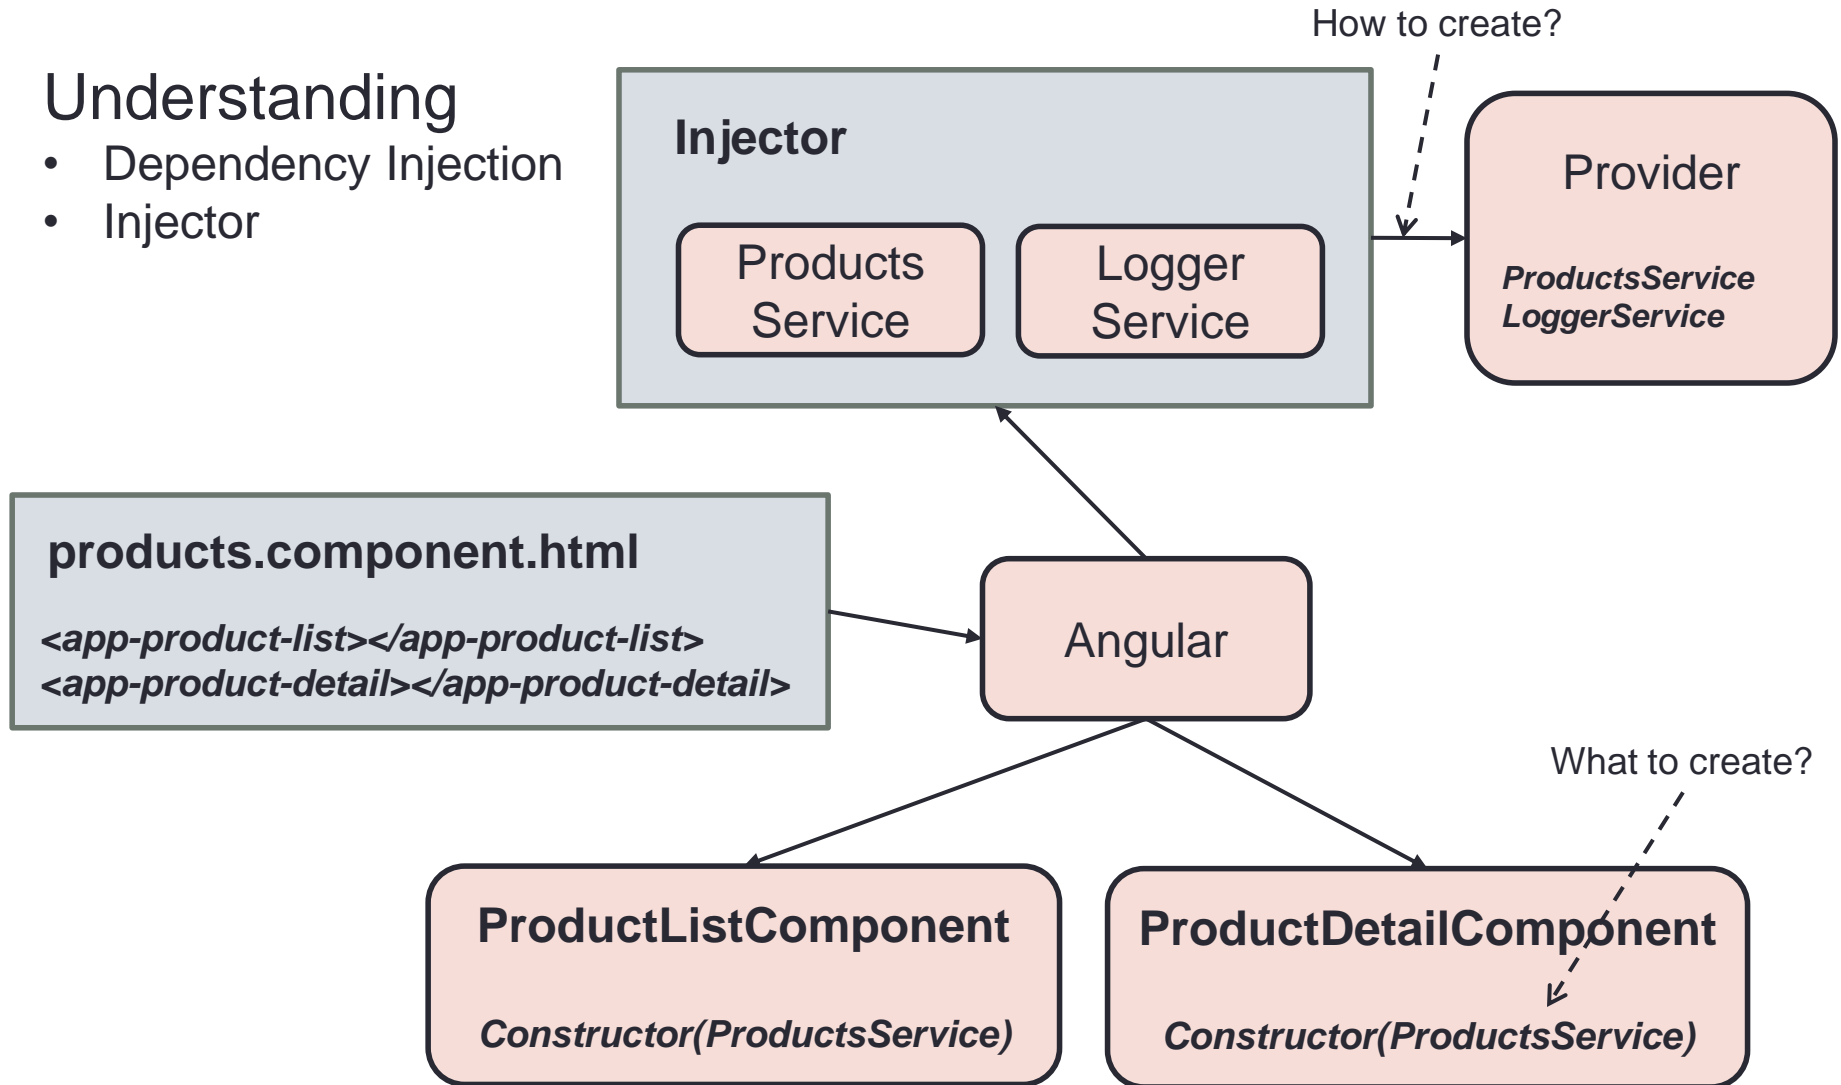 How to create?
Understanding
• Dependency Injection
• Injector
Injector
Products
Service
Logger
Service
Provider
ProductsService
LoggerService
products.component.html
<app-product-list></app-product-list>
<app-product-detail></app-product-detail>
Angular
What to create?
ProductListComponent
Constructor(ProductsService)
ProductDetailComponent
Constructor(ProductsService)